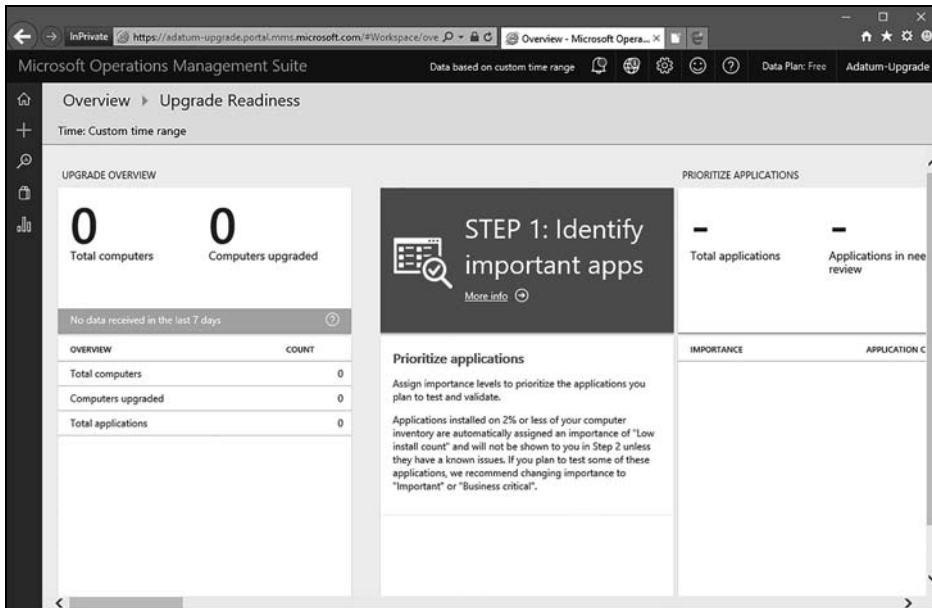 InPrivate https://adatum-upgrade.portal.mms.microsoft.com/#Workspace/ove Overview - Microsoft Opera...
Microsoft Operations Management Suite Data based on custom time range Data Plan: Free Adatum-Upgrade
Overview Upgrade Readiness
Time: Custom time range
UPGRADE OVERVIEW
0 0
Total computers Computers upgraded
No data received in the last 7 days
OVERVIEW COUNT
Total computers 0
Computers upgraded 0
Total applications 0
STEP 1: Identify
important apps
More info
Prioritize applications
Assign importance levels to prioritize the applications you
plan to test and validate.
Applications installed on 2% or less of your computer
inventory are automatically assigned an importance of "Low
install count" and will not be shown to you in Step 2 unless
they have a known issues. If you plan to test some of these
applications, we recommend changing importance to
"Important" or "Business critical".
PRIORITIZE APPLICATIONS
- -
Total applications Applications in nee
review
IMPORTANCE APPLICATION C